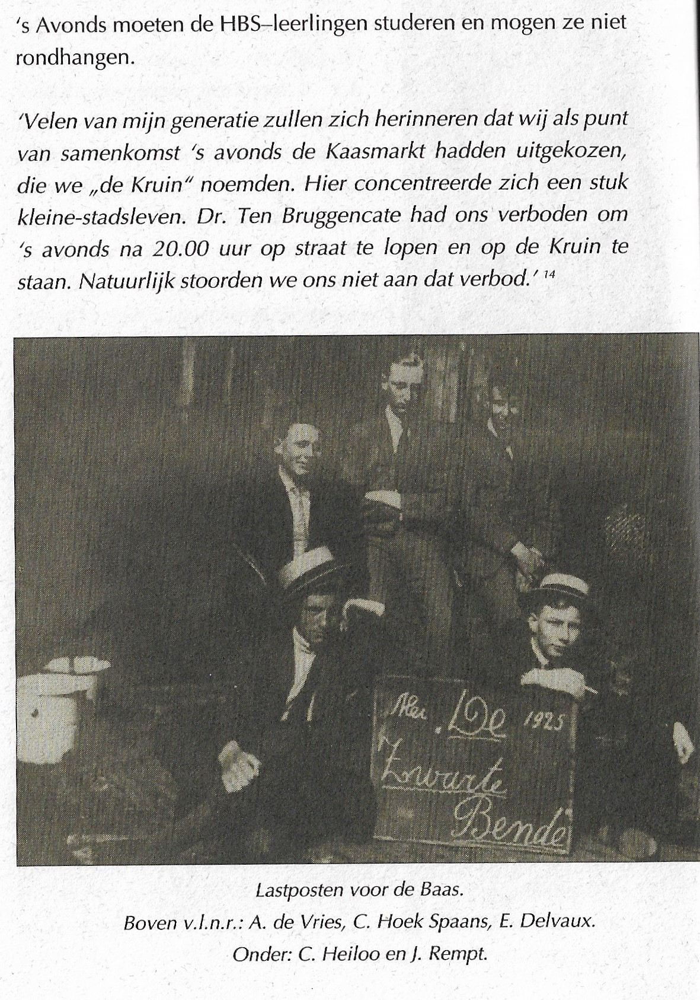 's Avonds moeten de HBS–leerlingen studeren en mogen ze niet
rondhangen.
'Velen van mijn generatie zullen zich herinneren dat wij als punt
van samenkomst 's avonds de Kaasmarkt hadden uitgekozen,
die we „de Kruin" noemden. Hier concentreerde zich een stuk
kleine-stadsleven. Dr. Ten Bruggencate had ons verboden om
's avonds na 20.00 uur op straat te lopen en op de Kruin te
staan. Natuurlijk stoorden we ons niet aan dat verbod.' 14
De 1925
Zwarte
Bende
Lastposten voor de Baas.
Boven v.l.n.r.: A. de Vries, C. Hoek Spaans, E. Delvaux.
Onder: C. Heiloo en J. Rempt.